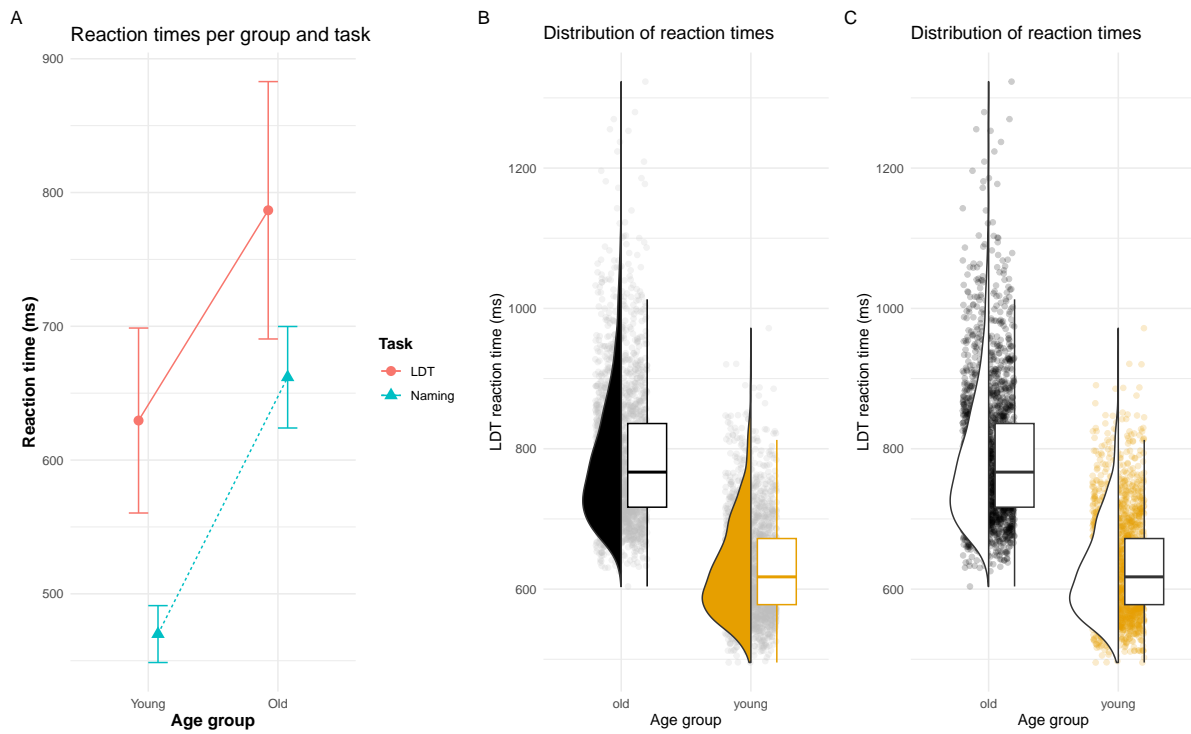 A
Reaction times per group and task
900
800
700
600
500
Reaction time (ms)
Young
Old
Age group
Task
LDT
Naming
B
Distribution of reaction times
1200
1000
800
600
LDT reaction time (ms)
old
young
Age group
C
Distribution of reaction times
1200
1000
800
600
LDT reaction time (ms)
old
young
Age group